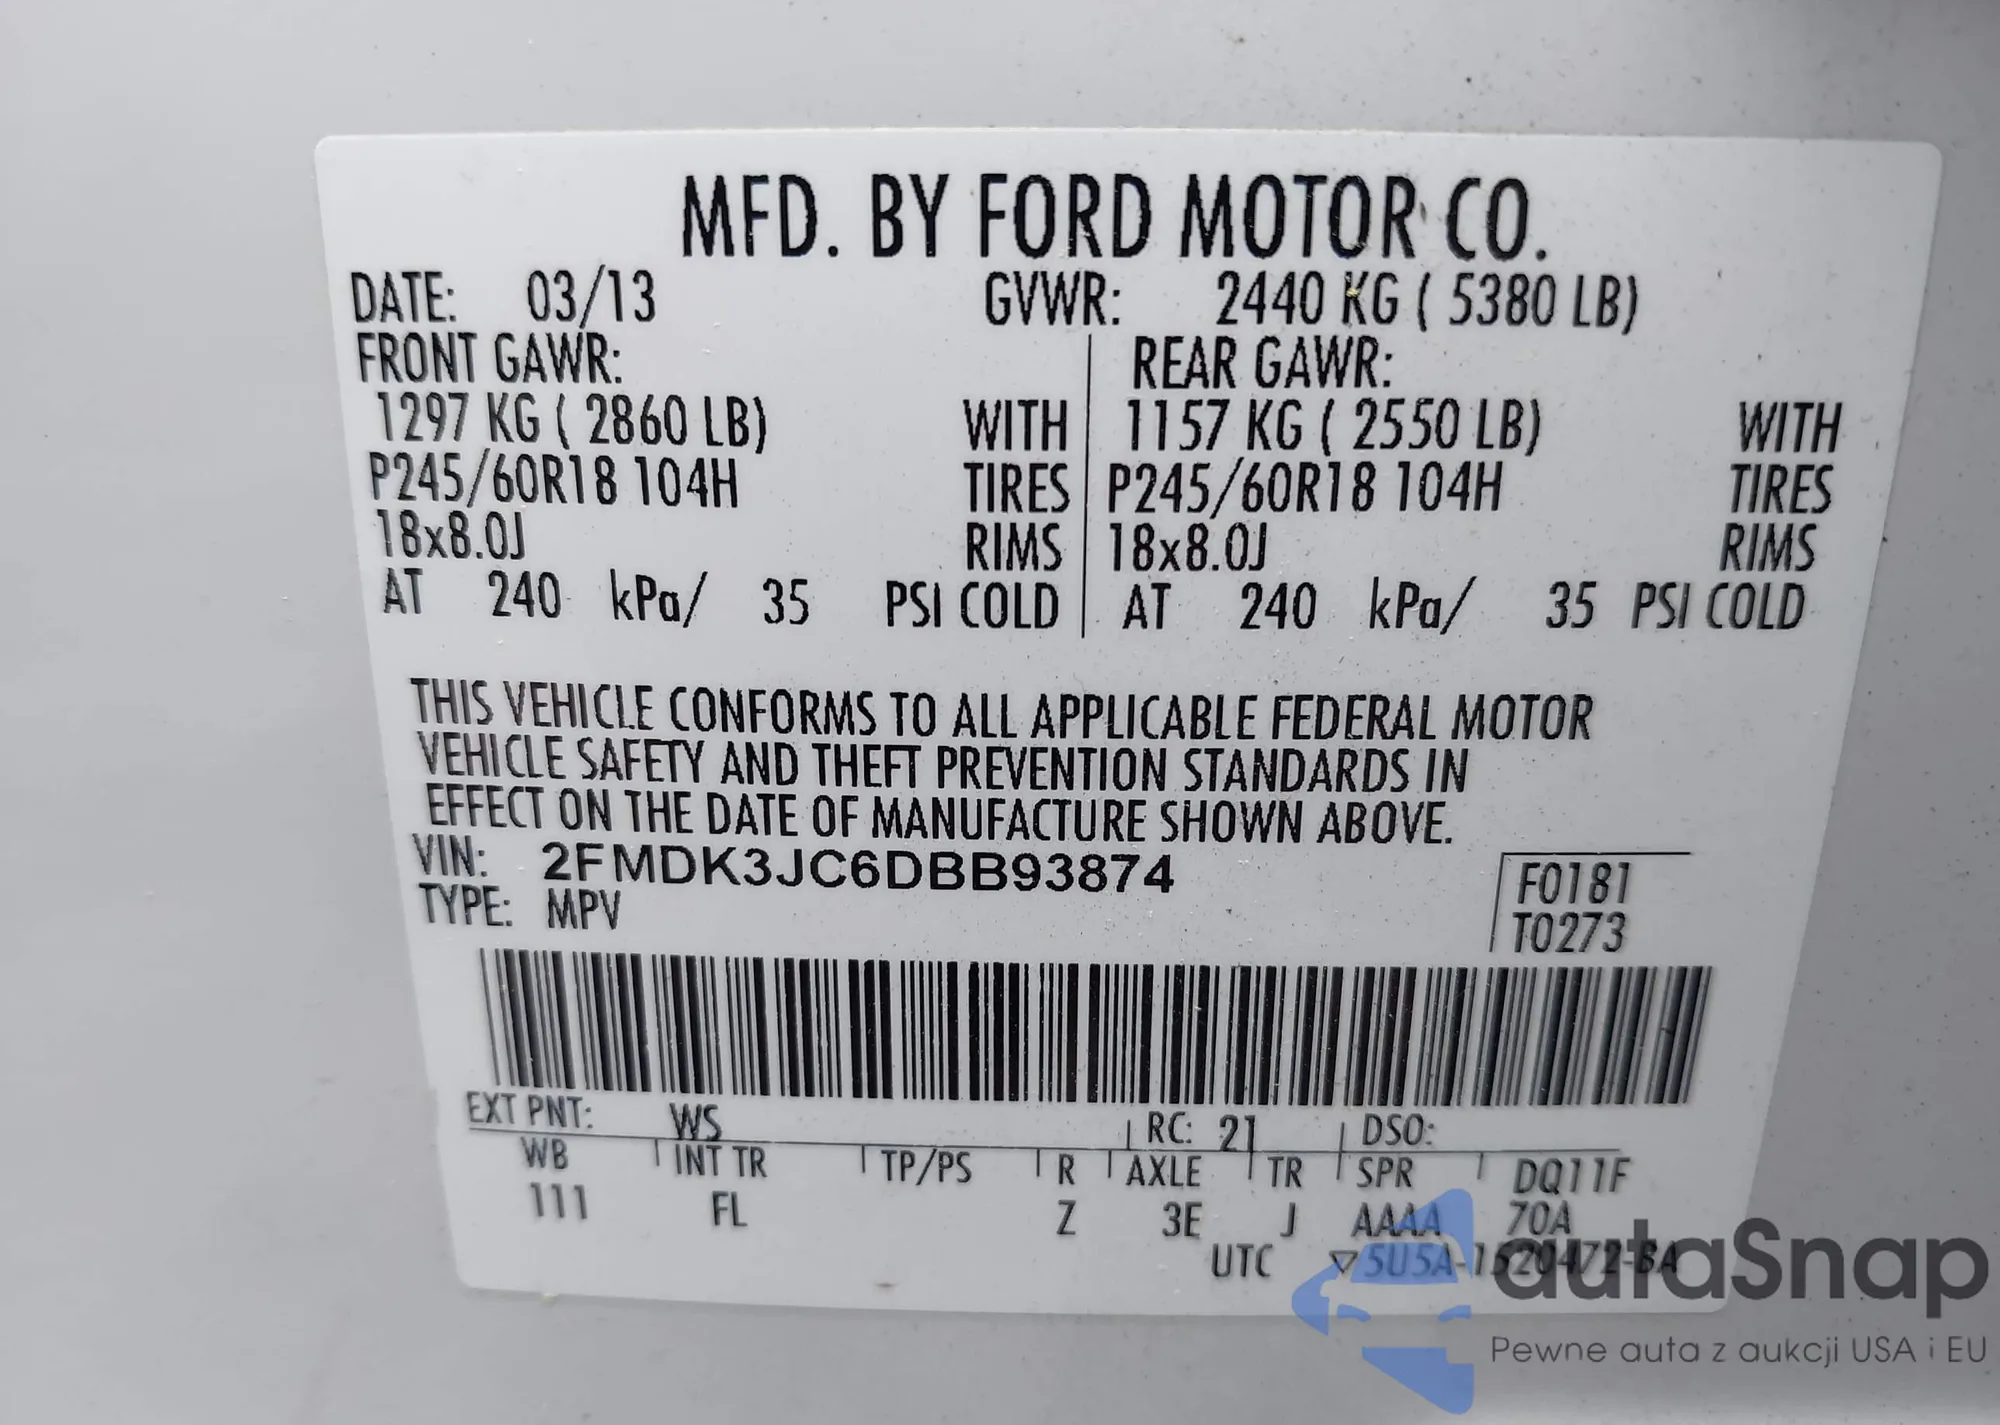 MFD. BY FORD MOTOR CO.
DATE: 03/13 GVWR: 2440 KG ( 5380 LB)
FRONT GAWR: REAR GAWR:
1297 KG ( 2860 LB) WITH 1157 KG ( 2550 LB) WITH
P245/60R18 104H TIRES P245/60R18 104H TIRES
18x8.0J RIMS 18x8.0J RIMS
AT 240 kPa/ 35 PSI COLD AT 240 kPa/ 35 PSI COLD
THIS VEHICLE CONFORMS TO ALL APPLICABLE FEDERAL MOTOR
VEHICLE SAFETY AND THEFT PREVENTION STANDARDS IN
EFFECT ON THE DATE OF MANUFACTURE SHOWN ABOVE.
VIN: 2FMDK3JC6DBB93874
TYPE: MPV
F0181
T0273
EXT PNT: WS RC: 21 DSO:
WB INT TR TP/PS R AXLE TR SPR DQ11F
111 FL Z 3E J AAAA 70A
UTC ▽5U5A-1520472-BA
autaSnap
Pewne auta z aukcji USA i EU